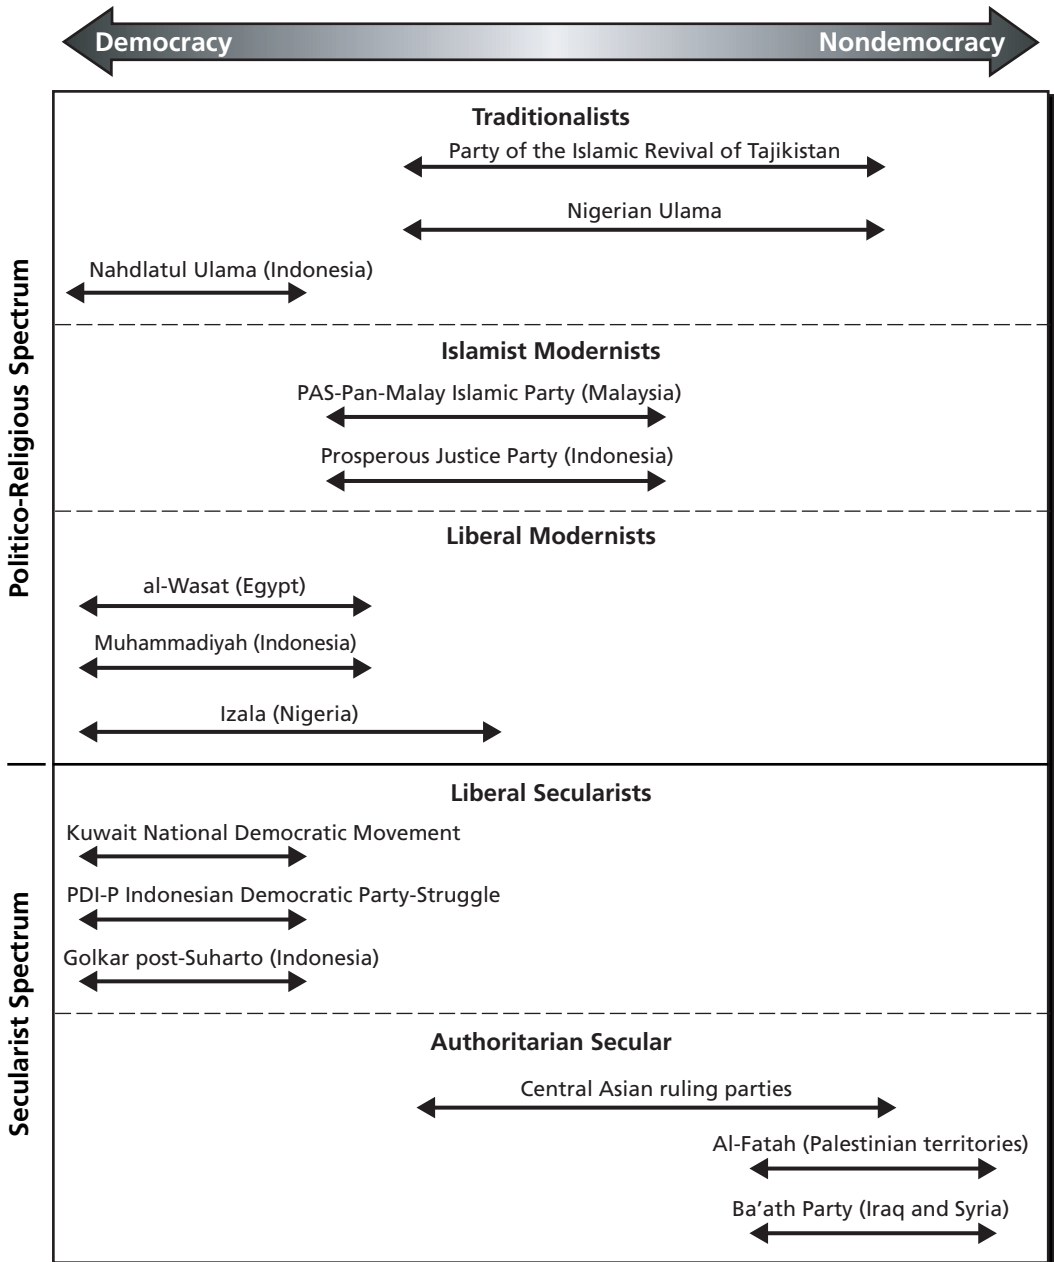 Democracy
Nondemocracy
Politico-Religious Spectrum
Traditionalists
Party of the Islamic Revival of Tajikistan
Nigerian Ulama
Nahdlatul Ulama (Indonesia)
Islamist Modernists
PAS-Pan-Malay Islamic Party (Malaysia)
Prosperous Justice Party (Indonesia)
Liberal Modernists
al-Wasat (Egypt)
Muhammadiyah (Indonesia)
Izala (Nigeria)
Secularist Spectrum
Liberal Secularists
Kuwait National Democratic Movement
PDI-P Indonesian Democratic Party-Struggle
Golkar post-Suharto (Indonesia)
Authoritarian Secular
Central Asian ruling parties
Al-Fatah (Palestinian territories)
Ba’ath Party (Iraq and Syria)